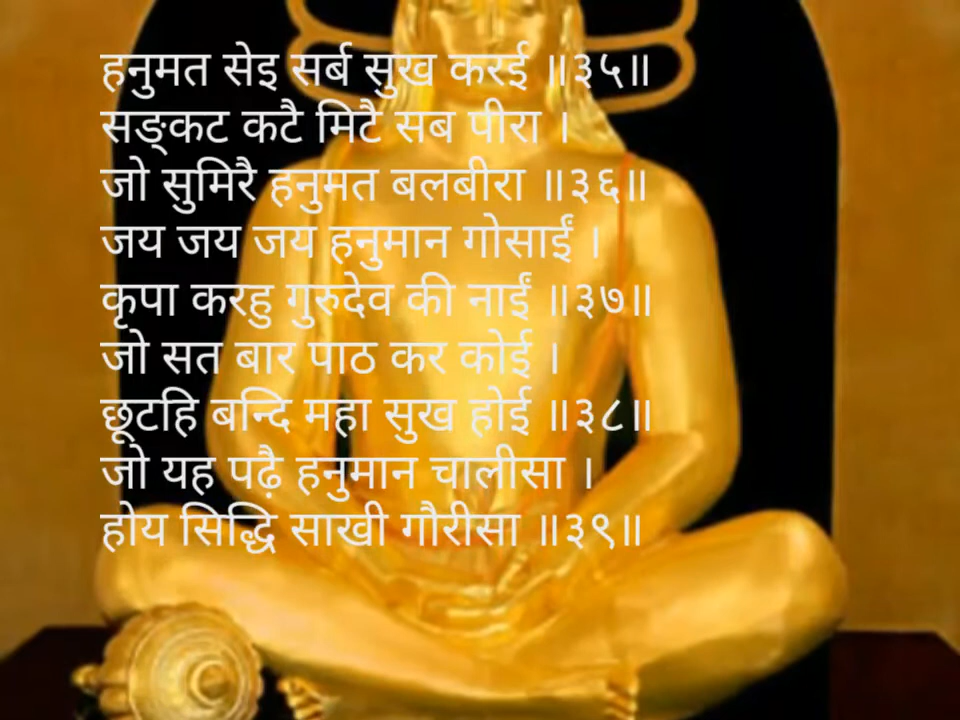 हनुमत सेइ सर्ब सुख करई ॥३५॥
सङ्कट कटै मिटै सब पीरा ।
जो सुमिरै हनुमत बलबीरा ॥३६॥
जय जय जय हनुमान गोसाईं ।
कृपा करहु गुरुदेव की नाईं ॥३७॥
जो सत बार पाठ कर कोई ।
छूटहि बन्दि महा सुख होई ॥३८॥
जो यह पढ़ै हनुमान चालीसा ।
होय सिद्धि साखी गौरीसा ॥३९॥